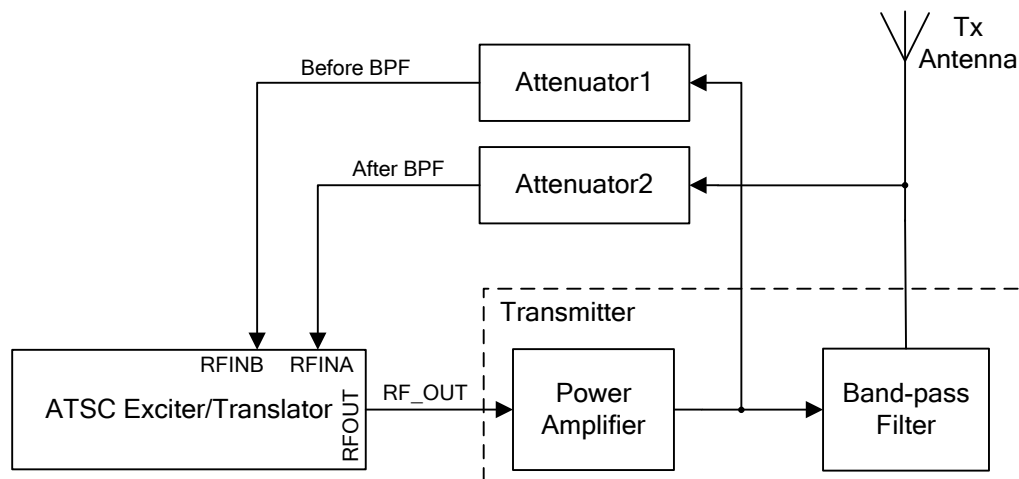 Tx
Antenna
Before BPF
Attenuator1
After BPF
Attenuator2
Transmitter
RFINB
RFINA
ATSC Exciter/Translator
RFOUT
RF_OUT
Power
Amplifier
Band-pass
Filter